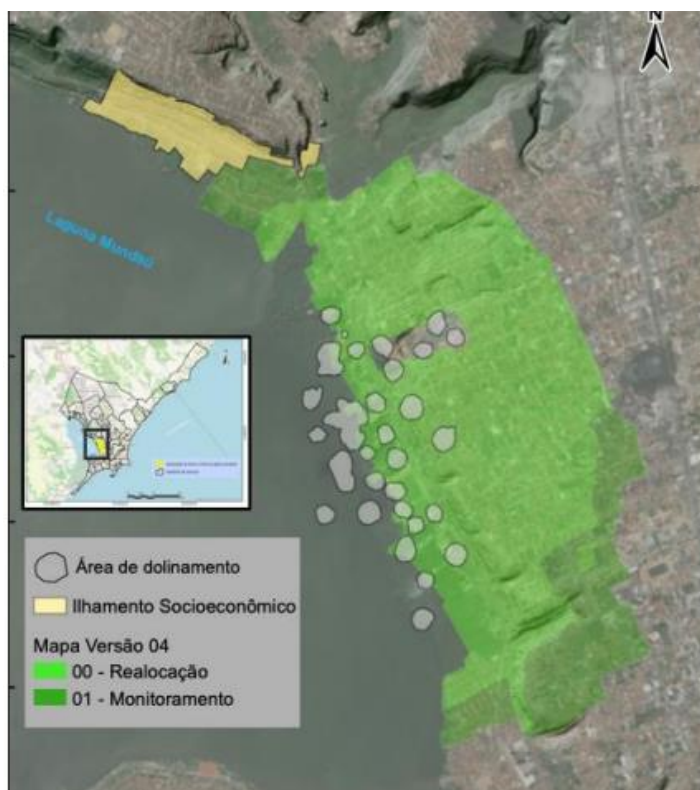 N
Laguna Mundaú
Área de dolinamento
Ilhamento Socioeconômico
Mapa Versão 04
00 - Realocação
01 - Monitoramento